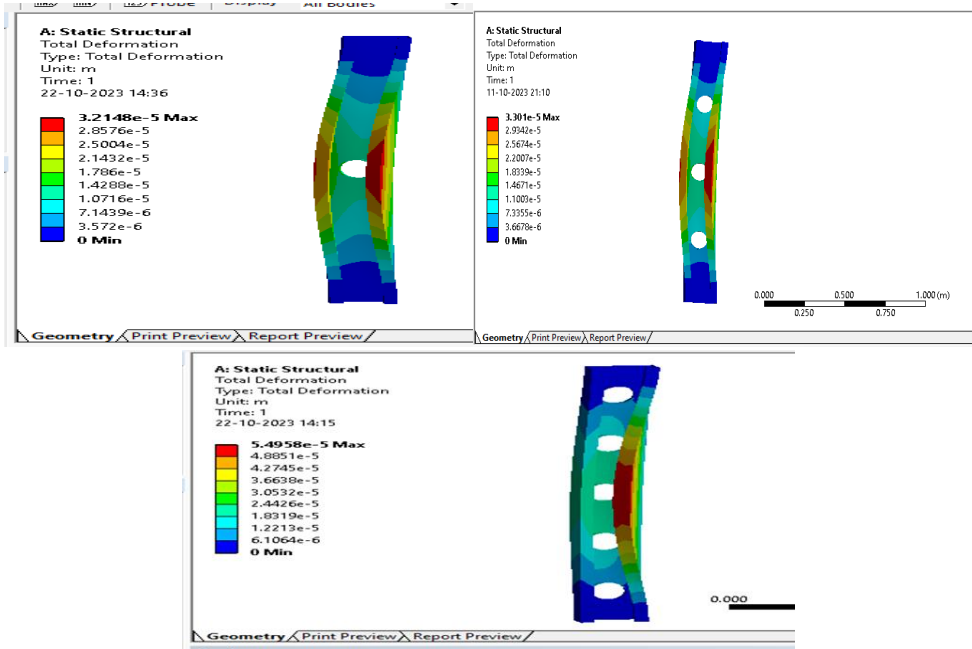 Probe
Display
All Bodies
A: Static Structural
Total Deformation
Type: Total Deformation
Unit: m
Time: 1
22-10-2023 14:36
3.2148e-5 Max
2.8576e-5
2.5004e-5
2.1432e-5
1.786e-5
1.4288e-5
1.0716e-5
7.1439e-6
3.572e-6
0 Min
Geometry Print Preview Report Preview
A: Static Structural
Total Deformation
Type: Total Deformation
Unit: m
Time: 1
11-10-2023 21:10
3.301e-5 Max
2.9342e-5
2.5674e-5
2.2007e-5
1.8339e-5
1.4671e-5
1.1003e-5
7.3355e-6
3.6678e-6
0 Min
0.000 0.500 1.000 (m)
0.250 0.750
Geometry Print Preview Report Preview
A: Static Structural
Total Deformation
Type: Total Deformation
Unit: m
Time: 1
22-10-2023 14:15
5.4958e-5 Max
4.8851e-5
4.2745e-5
3.6638e-5
3.0532e-5
2.4426e-5
1.8319e-5
1.2213e-5
6.1064e-6
0 Min
0.000
Geometry Print Preview Report Preview